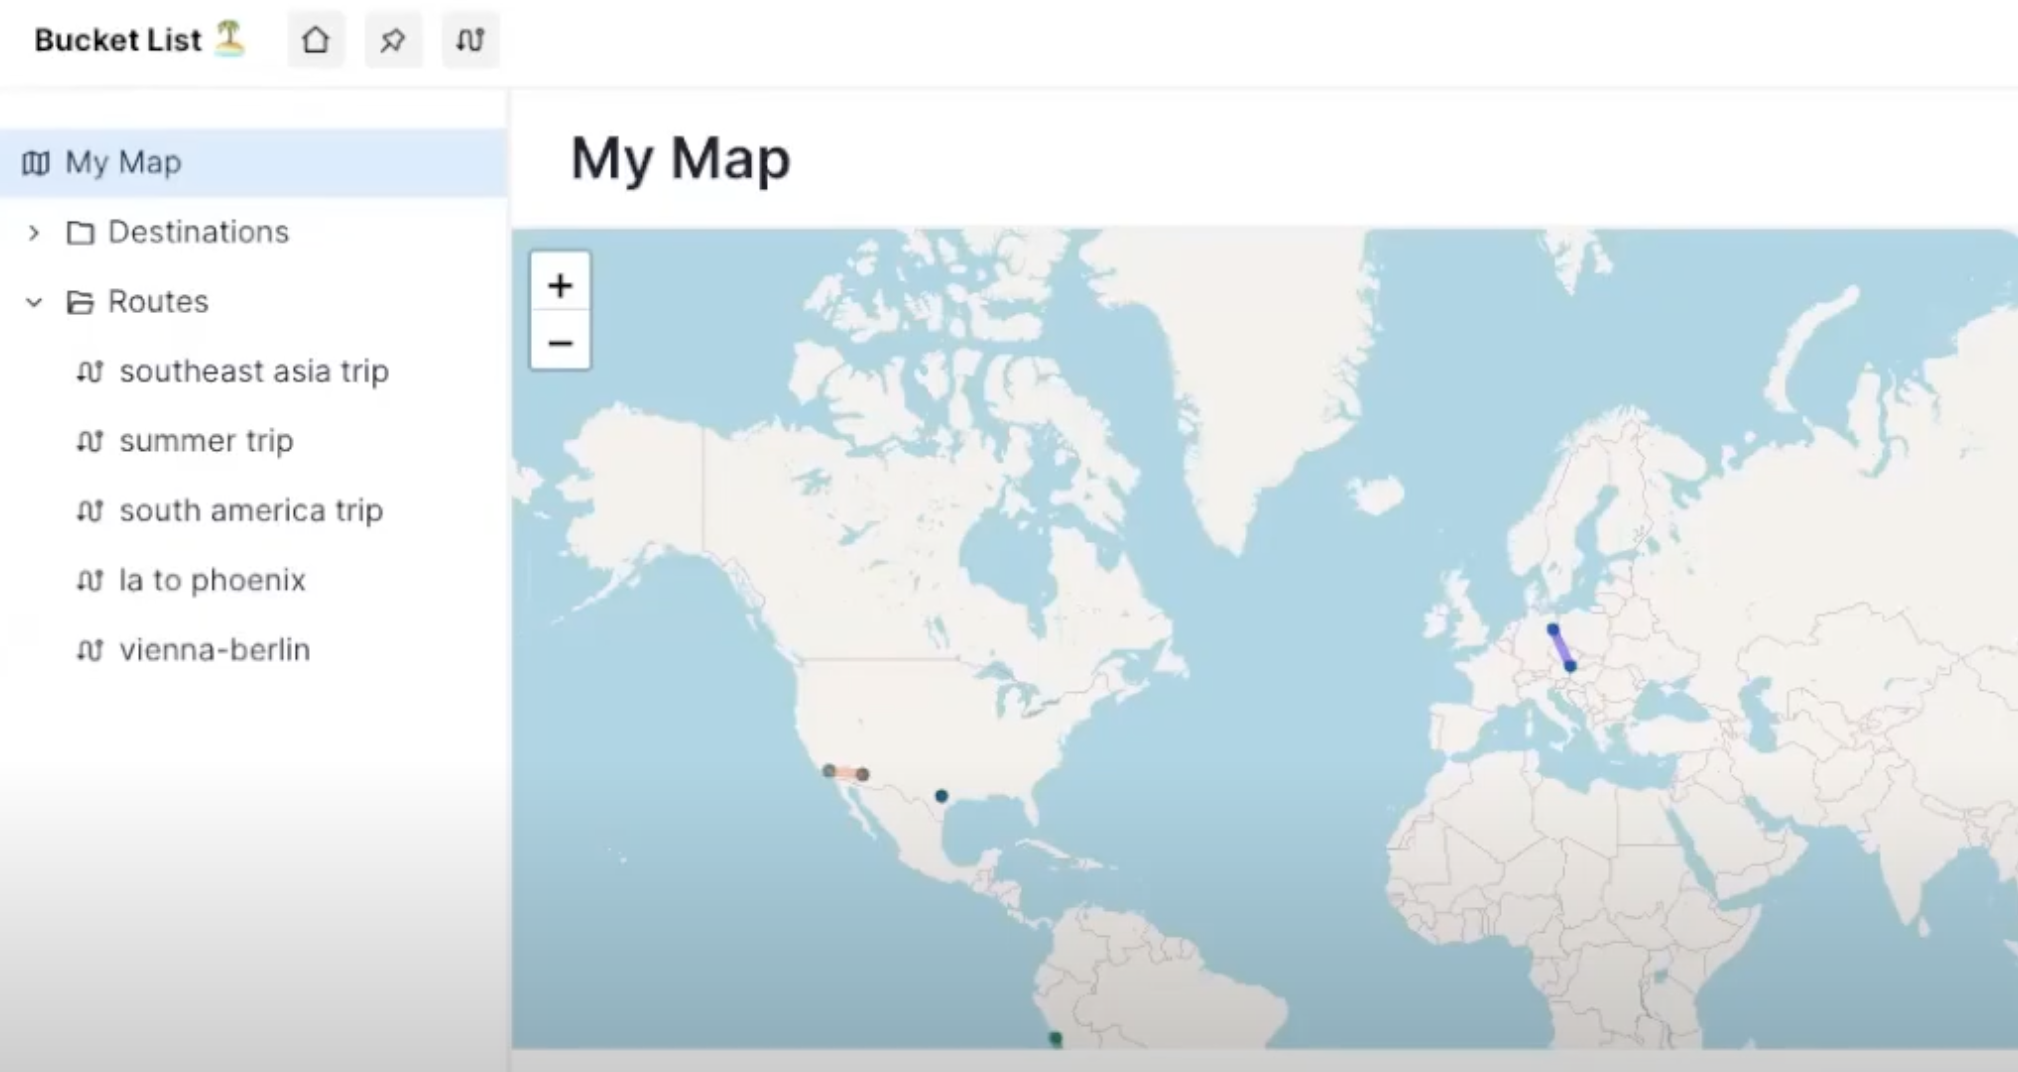 Bucket List 🏝️
My Map
Destinations
Routes
southeast asia trip
summer trip
south america trip
la to phoenix
vienna-berlin
My Map
+
−